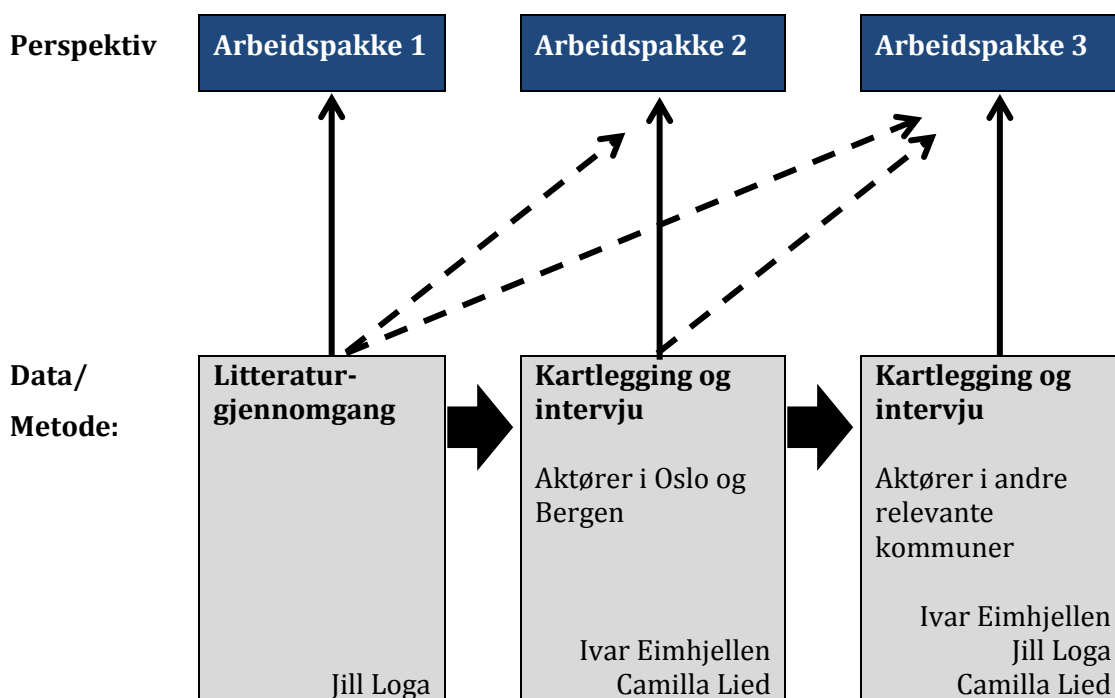 Perspektiv
Arbeidspakke 1
Arbeidspakke 2
Arbeidspakke 3
Data/
Metode:
Litteratur-
gjennomgang
Jill Loga
Kartlegging og
intervju
Aktører i Oslo og
Bergen
Ivar Eimhjellen
Camilla Lied
Kartlegging og
intervju
Aktører i andre
relevante
kommuner
Ivar Eimhjellen
Jill Loga
Camilla Lied